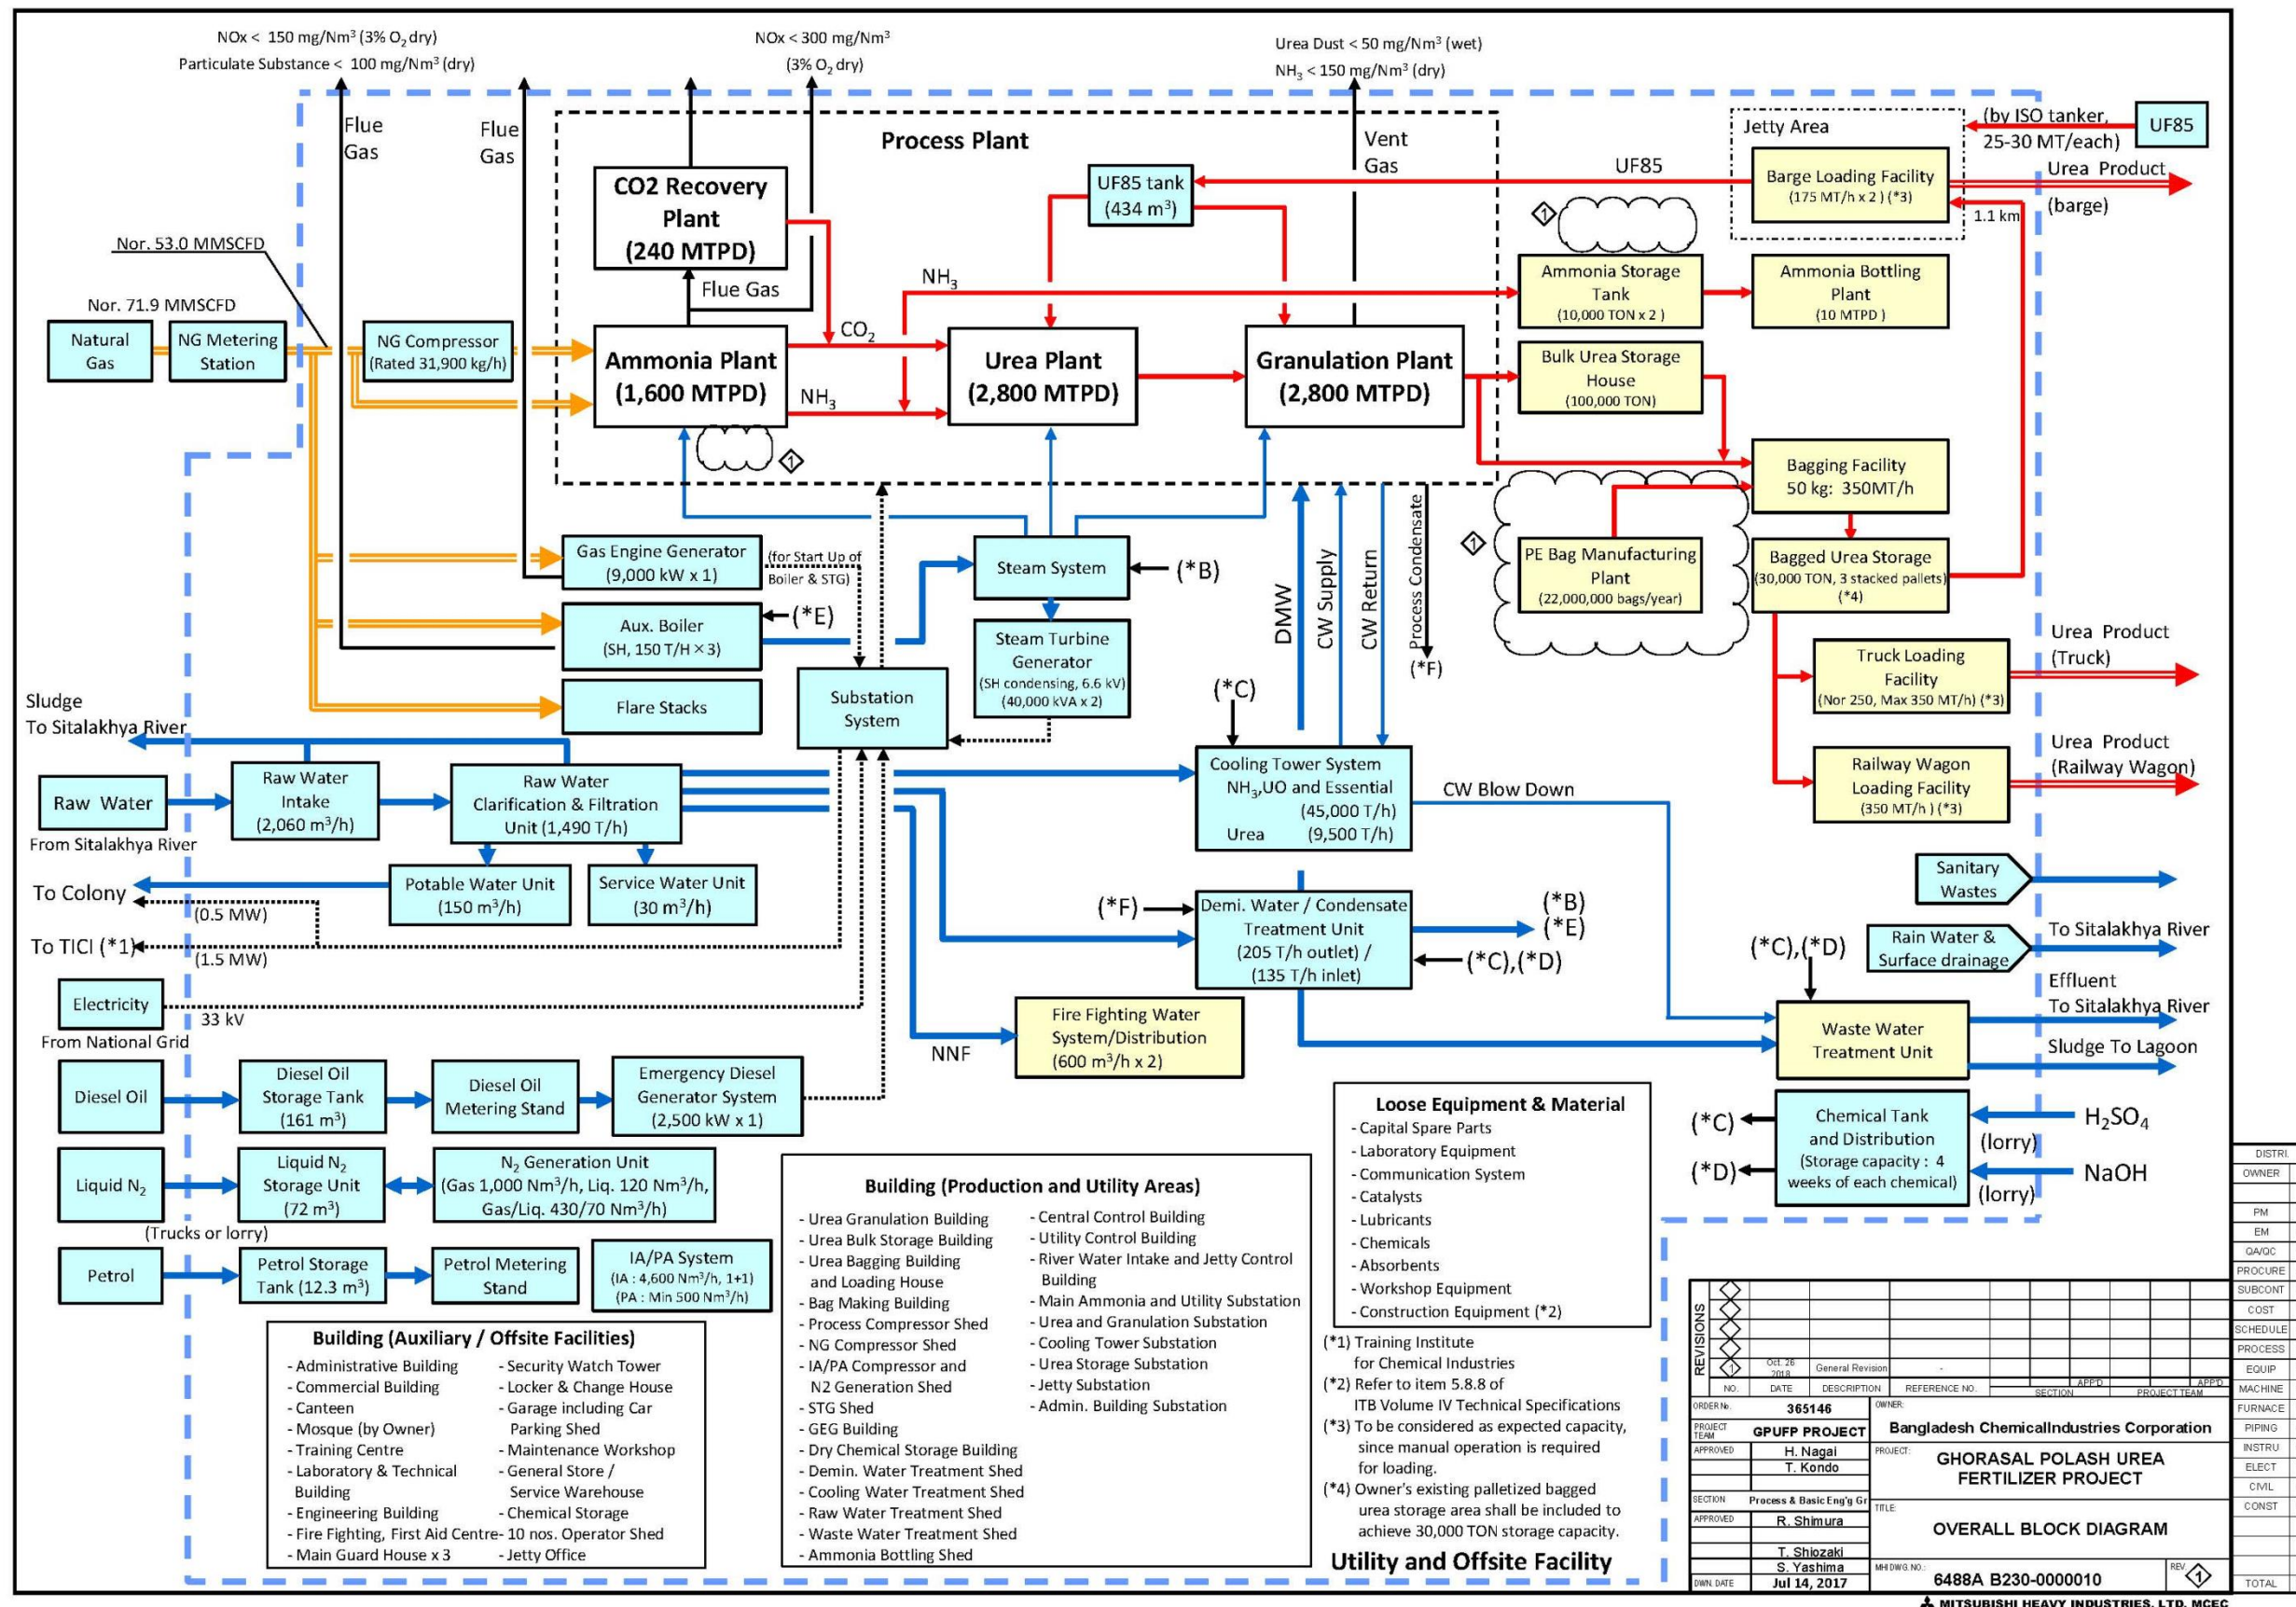 NOx < 150 mg/Nm³ (3% O₂ dry)
Particulate Substance < 100 mg/Nm³ (dry)
NOx < 300 mg/Nm³
(3% O₂ dry)
Urea Dust < 50 mg/Nm³ (wet)
NH₃ < 150 mg/Nm³ (dry)
Flue
Gas
Flue
Gas
Process Plant
Vent
Gas
Jetty Area
(by ISO tanker,
25-30 MT/each)
UF85
CO2 Recovery
Plant
(240 MTPD)
UF85 tank
(434 m³)
UF85
Barge Loading Facility
(175 MT/h x 2 ) (*3)
Urea Product
(barge)
1.1 km
1
Nor. 53.0 MMSCFD
Flue Gas
NH₃
Ammonia Storage
Tank
(10,000 TON x 2 )
Ammonia Bottling
Plant
(10 MTPD )
Nor. 71.9 MMSCFD
Natural
Gas
NG Metering
Station
NG Compressor
(Rated 31,900 kg/h)
Ammonia Plant
(1,600 MTPD)
CO₂
NH₃
Urea Plant
(2,800 MTPD)
Granulation Plant
(2,800 MTPD)
Bulk Urea Storage
House
(100,000 TON)
1
Bagging Facility
50 kg: 350MT/h
1
PE Bag Manufacturing
Plant
(22,000,000 bags/year)
Bagged Urea Storage
(30,000 TON, 3 stacked pallets)
(*4)
Gas Engine Generator
(9,000 kW x 1)
(for Start Up of
Boiler & STG)
Steam System
(*B)
DMW
CW Supply
CW Return
Process Condensate
(*F)
Aux. Boiler
(SH, 150 T/H × 3)
(*E)
Steam Turbine
Generator
(SH condensing, 6.6 kV)
(40,000 kVA x 2)
Truck Loading
Facility
(Nor 250, Max 350 MT/h) (*3)
Urea Product
(Truck)
Flare Stacks
Substation
System
(*C)
Sludge
To Sitalakhya River
Railway Wagon
Loading Facility
(350 MT/h ) (*3)
Urea Product
(Railway Wagon)
Raw Water
From Sitalakhya River
Raw Water
Intake
(2,060 m³/h)
Raw Water
Clarification & Filtration
Unit (1,490 T/h)
Cooling Tower System
NH₃,UO and Essential
(45,000 T/h)
Urea (9,500 T/h)
CW Blow Down
To Colony
(0.5 MW)
Potable Water Unit
(150 m³/h)
Service Water Unit
(30 m³/h)
Sanitary
Wastes
To TICI (*1)
(1.5 MW)
(*F)
Demi. Water / Condensate
Treatment Unit
(205 T/h outlet) /
(135 T/h inlet)
(*B)
(*E)
(*C),(*D)
(*C),(*D)
Rain Water &
Surface drainage
To Sitalakhya River
Electricity
33 kV
From National Grid
Fire Fighting Water
System/Distribution
(600 m³/h x 2)
NNF
Waste Water
Treatment Unit
Effluent
To Sitalakhya River
Sludge To Lagoon
Diesel Oil
Diesel Oil
Storage Tank
(161 m³)
Diesel Oil
Metering Stand
Emergency Diesel
Generator System
(2,500 kW x 1)
Liquid N₂
(Trucks or lorry)
Liquid N₂
Storage Unit
(72 m³)
N₂ Generation Unit
(Gas 1,000 Nm³/h, Liq. 120 Nm³/h,
Gas/Liq. 430/70 Nm³/h)
Petrol
Petrol Storage
Tank (12.3 m³)
Petrol Metering
Stand
IA/PA System
(IA : 4,600 Nm³/h, 1+1)
(PA : Min 500 Nm³/h)
(*C)
(*D)
Chemical Tank
and Distribution
(Storage capacity : 4
weeks of each chemical)
H₂SO₄
(lorry)
NaOH
(lorry)
Building (Auxiliary / Offsite Facilities)
- Administrative Building
- Commercial Building
- Canteen
- Mosque (by Owner)
- Training Centre
- Laboratory & Technical
Building
- Engineering Building
- Fire Fighting, First Aid Centre
- Main Guard House x 3
- Security Watch Tower
- Locker & Change House
- Garage including Car
Parking Shed
- Maintenance Workshop
- General Store /
Service Warehouse
- Chemical Storage
- 10 nos. Operator Shed
- Jetty Office
Building (Production and Utility Areas)
- Urea Granulation Building
- Urea Bulk Storage Building
- Urea Bagging Building
and Loading House
- Bag Making Building
- Process Compressor Shed
- NG Compressor Shed
- IA/PA Compressor and
N2 Generation Shed
- STG Shed
- GEG Building
- Dry Chemical Storage Building
- Demin. Water Treatment Shed
- Cooling Water Treatment Shed
- Raw Water Treatment Shed
- Waste Water Treatment Shed
- Ammonia Bottling Shed
- Central Control Building
- Utility Control Building
- River Water Intake and Jetty Control
Building
- Main Ammonia and Utility Substation
- Urea and Granulation Substation
- Cooling Tower Substation
- Urea Storage Substation
- Jetty Substation
- Admin. Building Substation
Loose Equipment & Material
- Capital Spare Parts
- Laboratory Equipment
- Communication System
- Catalysts
- Lubricants
- Chemicals
- Absorbents
- Workshop Equipment
- Construction Equipment (*2)
(*1) Training Institute
for Chemical Industries
(*2) Refer to item 5.8.8 of
ITB Volume IV Technical Specifications
(*3) To be considered as expected capacity,
since manual operation is required
for loading.
(*4) Owner's existing palletized bagged
urea storage area shall be included to
achieve 30,000 TON storage capacity.
Utility and Offsite Facility
REVISIONS
1 Oct. 26 2018 General Revision -
NO. DATE DESCRIPTION REFERENCE NO. SECTION APP'D PROJECT TEAM APP'D
ORDER No. 365146
OWNER:
Bangladesh ChemicalIndustries Corporation
PROJECT TEAM GPUFP PROJECT
APPROVED H. Nagai
T. Kondo
PROJECT:
GHORASAL POLASH UREA
FERTILIZER PROJECT
SECTION Process & Basic Eng'g Gr
APPROVED R. Shimura
T. Shiozaki
S. Yashima
TITLE:
OVERALL BLOCK DIAGRAM
DWN. DATE Jul 14, 2017
MHI DWG. NO.: 6488A B230-0000010
REV. 1
MITSUBISHI HEAVY INDUSTRIES, LTD. MCEC
DISTRI.
OWNER
PM
EM
QA/QC
PROCURE
SUBCONT
COST
SCHEDULE
PROCESS
EQUIP
MACHINE
FURNACE
PIPING
INSTRU
ELECT
CIVIL
CONST
TOTAL